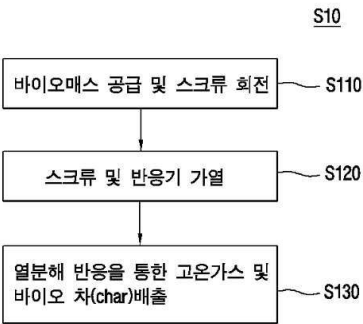 S10
바이오매스 공급 및 스크류 회전
S110
스크류 및 반응기 가열
S120
열분해 반응을 통한 고온가스 및
바이오 차(char)배출
S130